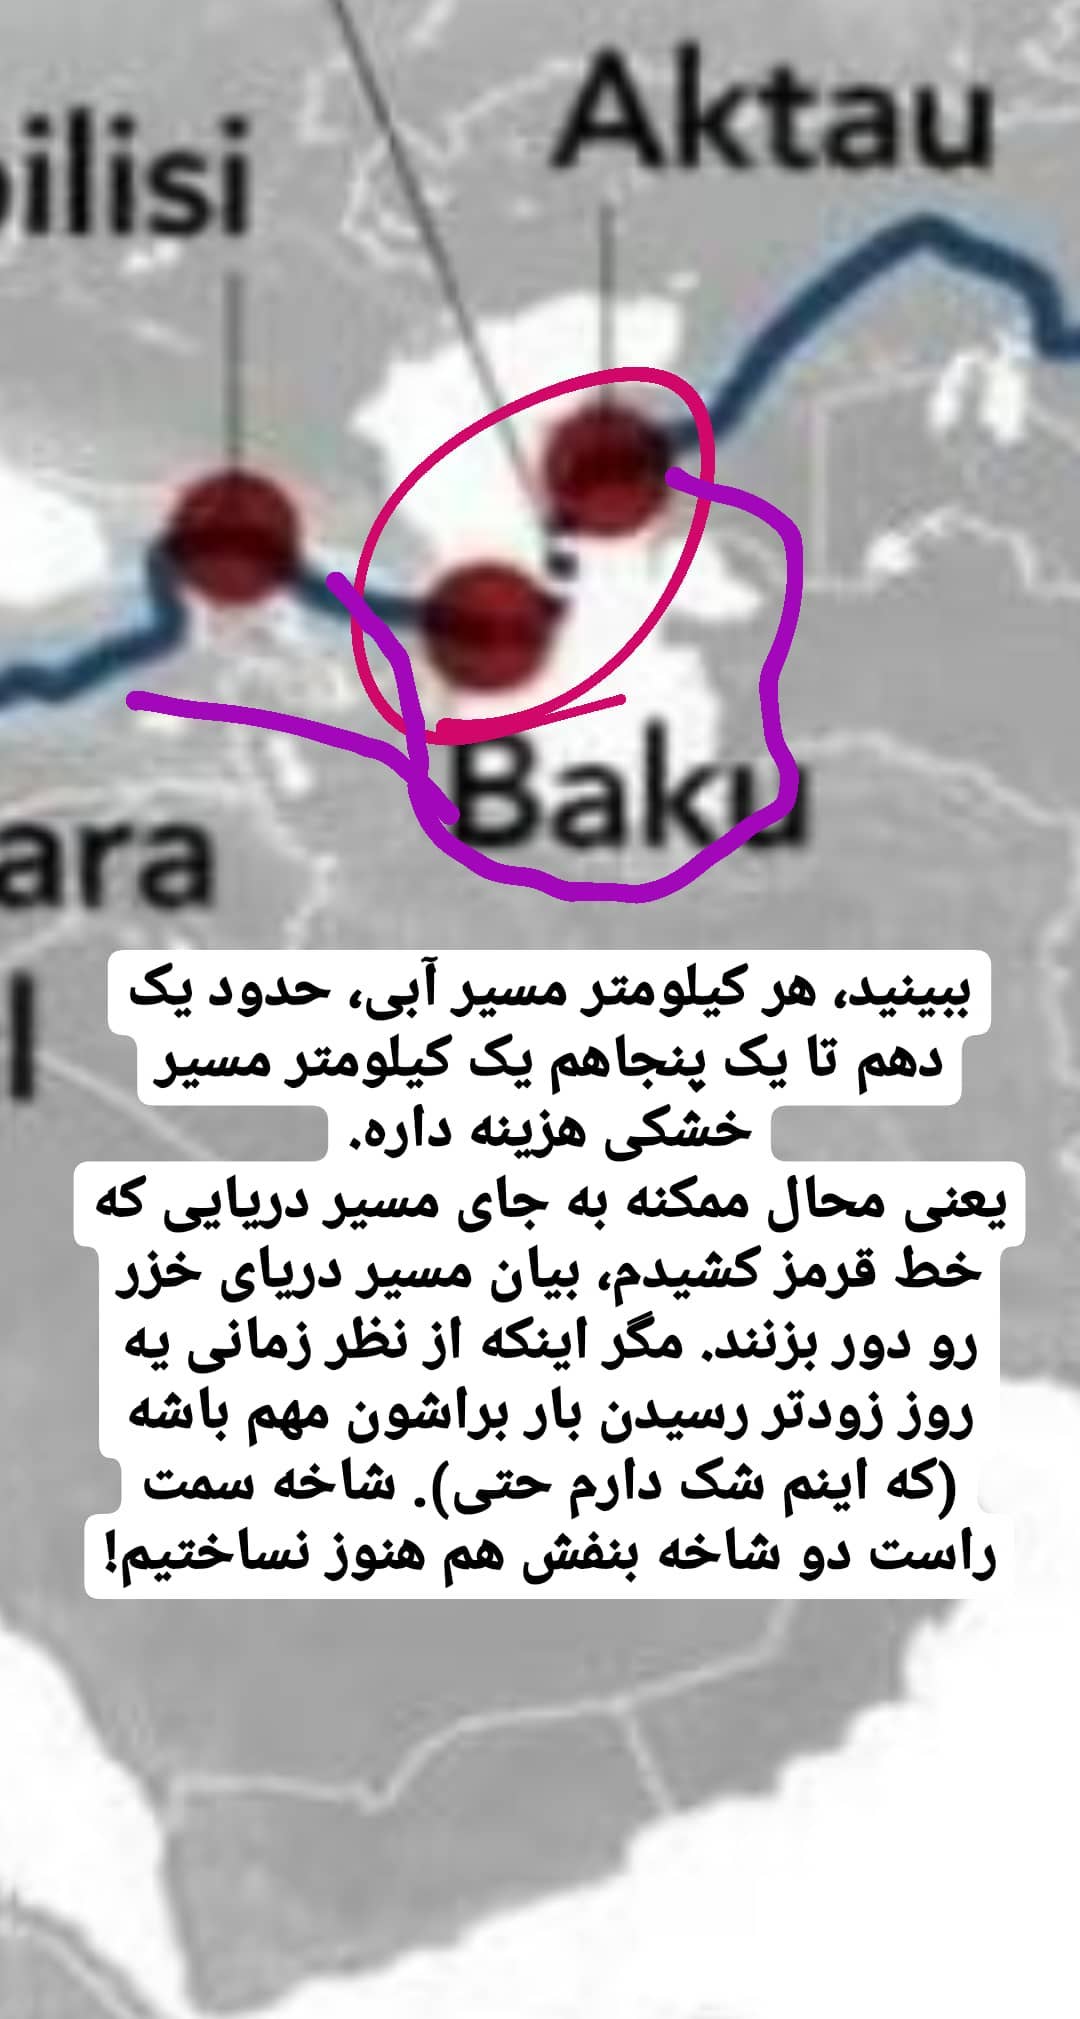 Aktau
ilisi
Baku
ara
l
ببینید، هر کیلومتر مسیر آبی، حدود یک
دهم تا یک پنجاهم یک کیلومتر مسیر
خشکی هزینه داره.
یعنی محال ممکنه به جای مسیر دریایی که
خط قرمز کشیدم، بیان مسیر دریای خزر
رو دور بزنند. مگر اینکه از نظر زمانی یه
روز زودتر رسیدن بار براشون مهم باشه
(که اینم شک دارم حتی). شاخه سمت
راست دو شاخه بنفش هم هنوز نساختیم!